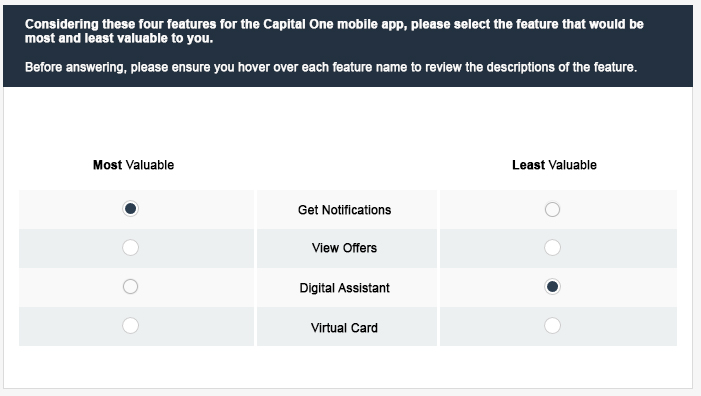 Considering these four features for the Capital One mobile app, please select the feature that would be
most and least valuable to you.
Before answering, please ensure you hover over each feature name to review the descriptions of the feature.
Most Valuable
Least Valuable
Get Notifications
View Offers
Digital Assistant
Virtual Card